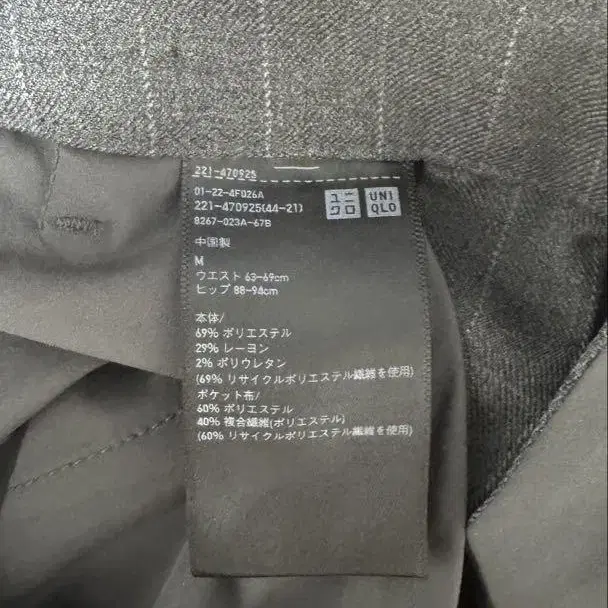 221-470925
01-22-4F026A
221-470925(44-21)
8267-023A-67B
ユニ
クロ
UNI
QLO
中国製
M
ウエスト 63-69cm
ヒップ 88-94cm
本体/
69% ポリエステル
29% レーヨン
2% ポリウレタン
(69% リサイクルポリエステル繊維を使用)
ポケット布/
60% ポリエステル
40% 複合繊維(ポリエステル)
(60% リサイクルポリエステル繊維を使用)